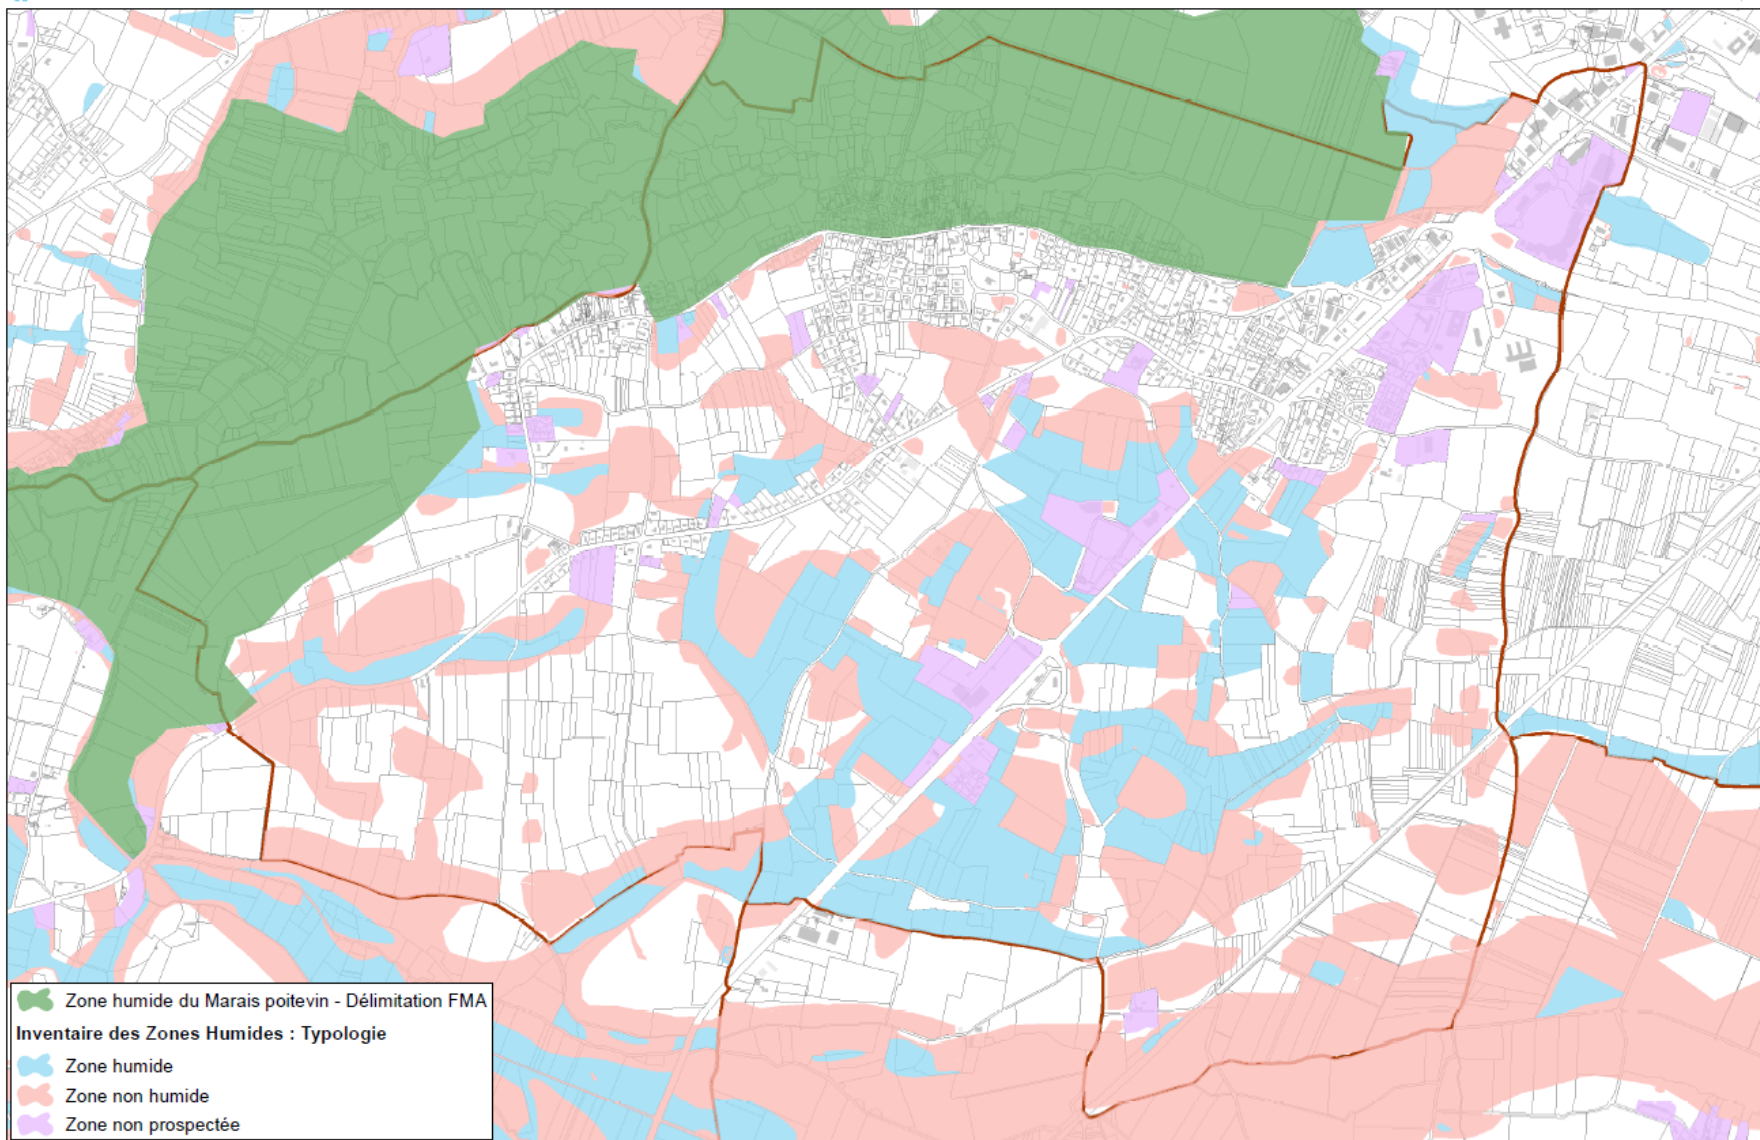 Zone humide du Marais poitevin - Délimitation FMA
Inventaire des Zones Humides : Typologie
Zone humide
Zone non humide
Zone non prospectée